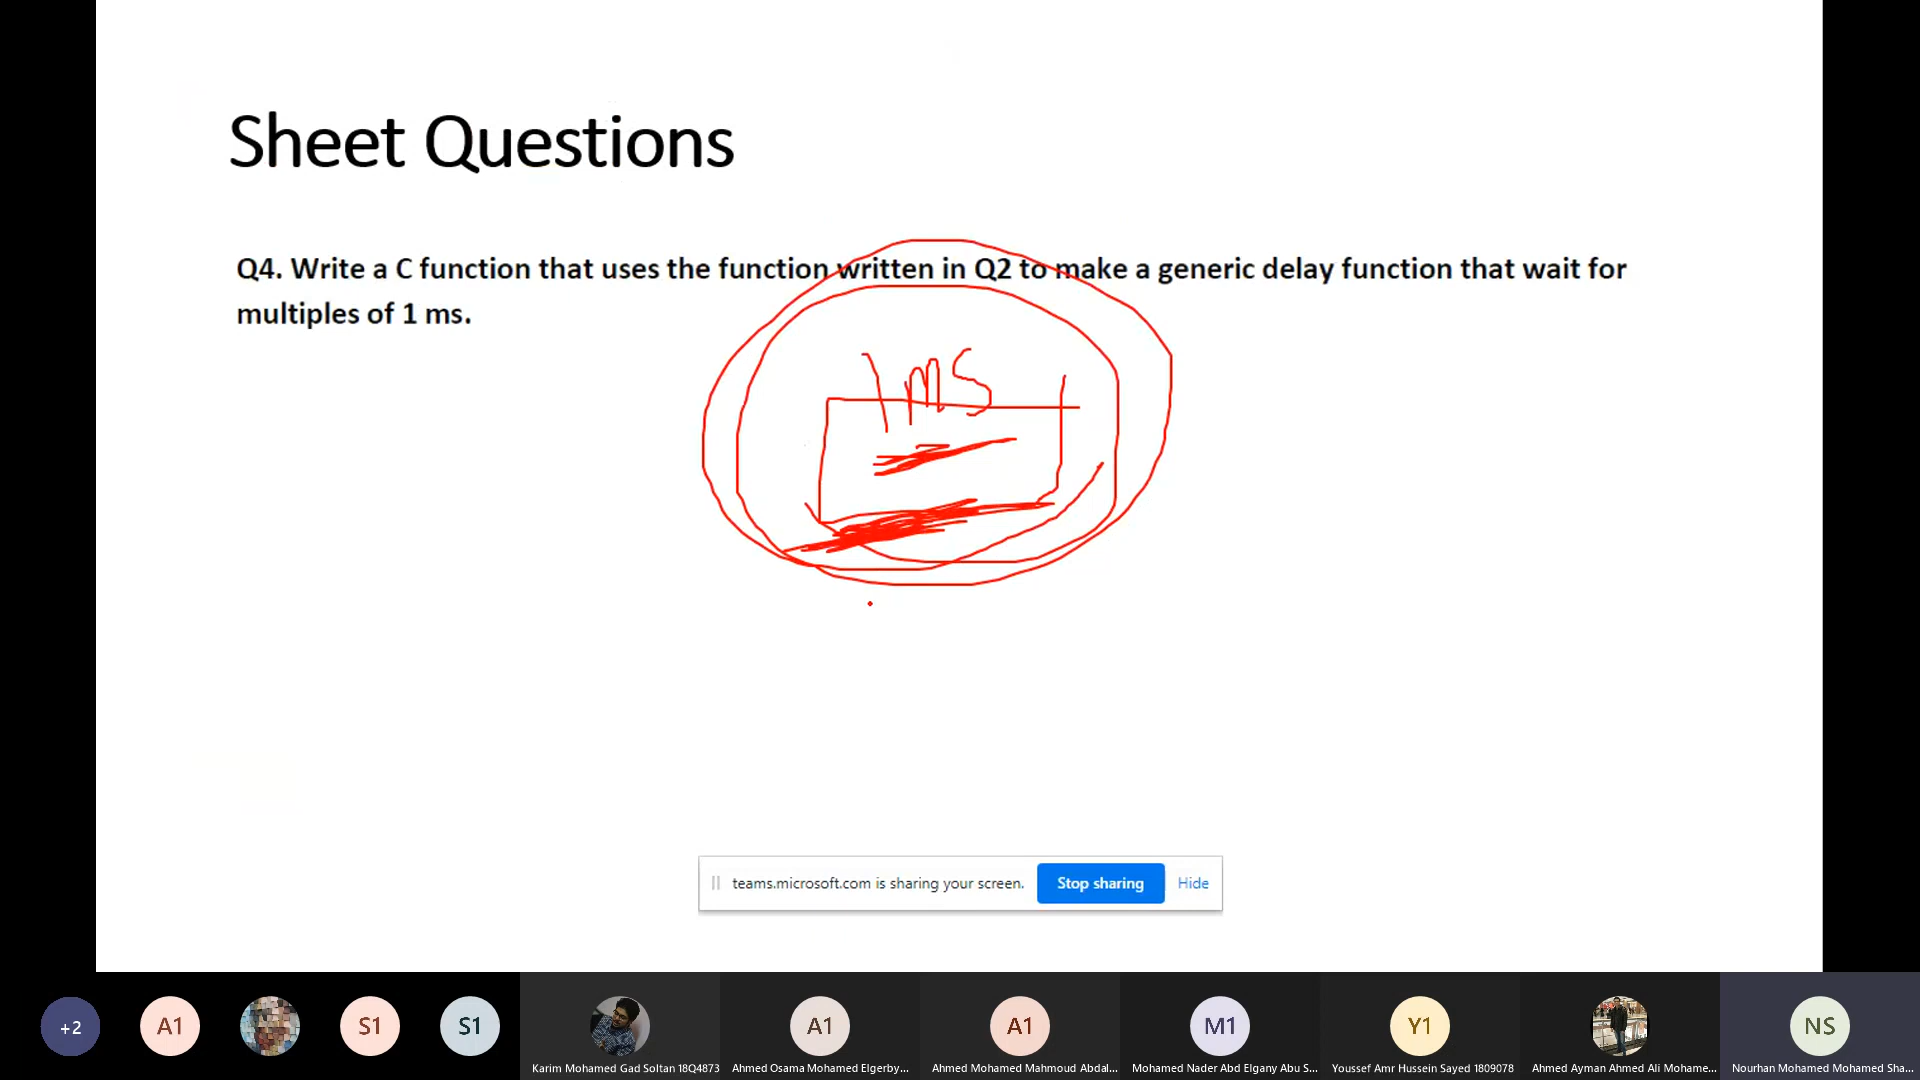 Sheet Questions
Q4. Write a C function that uses the function written in Q2 to make a generic delay function that wait for
multiples of 1 ms.
1ms
teams.microsoft.com is sharing your screen.
Stop sharing
Hide
+2
A1
S1
S1
A1
A1
M1
Y1
NS
Karim Mohamed Gad Soltan 18Q4873
Ahmed Osama Mohamed Elgerby...
Ahmed Mohamed Mahmoud Abdal...
Mohamed Nader Abd Elgany Abu S...
Youssef Amr Hussein Sayed 1809078
Ahmed Ayman Ahmed Ali Mohame...
Nourhan Mohamed Mohamed Sha...